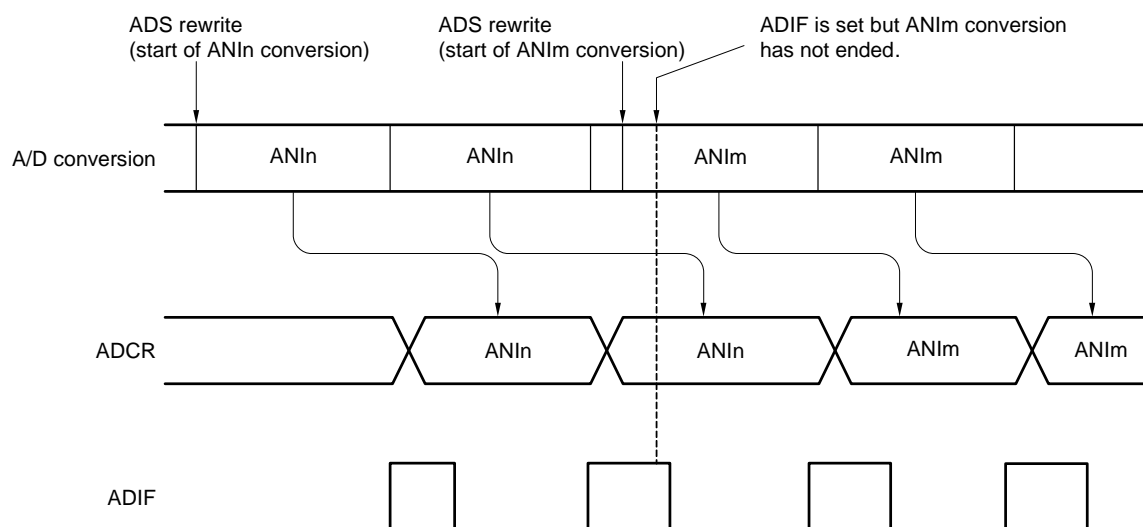 ADS rewrite
(start of ANIn conversion)
ADS rewrite
(start of ANIm conversion)
ADIF is set but ANIm conversion
has not ended.
A/D conversion
ANIn
ANIn
ANIm
ANIm
ADCR
ANIn
ANIn
ANIm
ANIm
ADIF